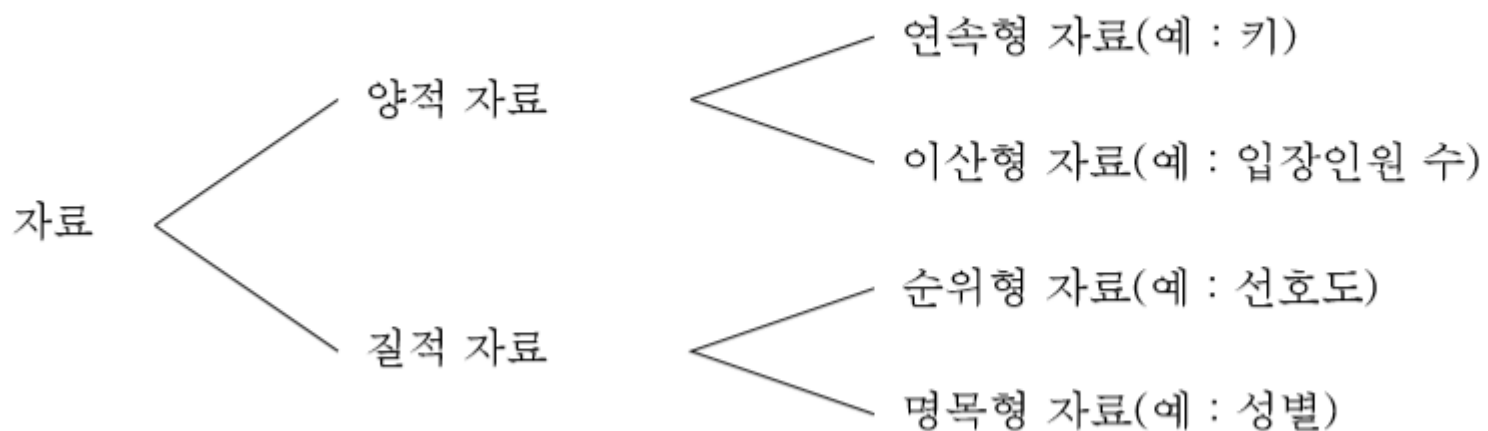 연속형 자료(예 : 키)
양적 자료
이산형 자료(예 : 입장인원 수)
자료
순위형 자료(예 : 선호도)
질적 자료
명목형 자료(예 : 성별)